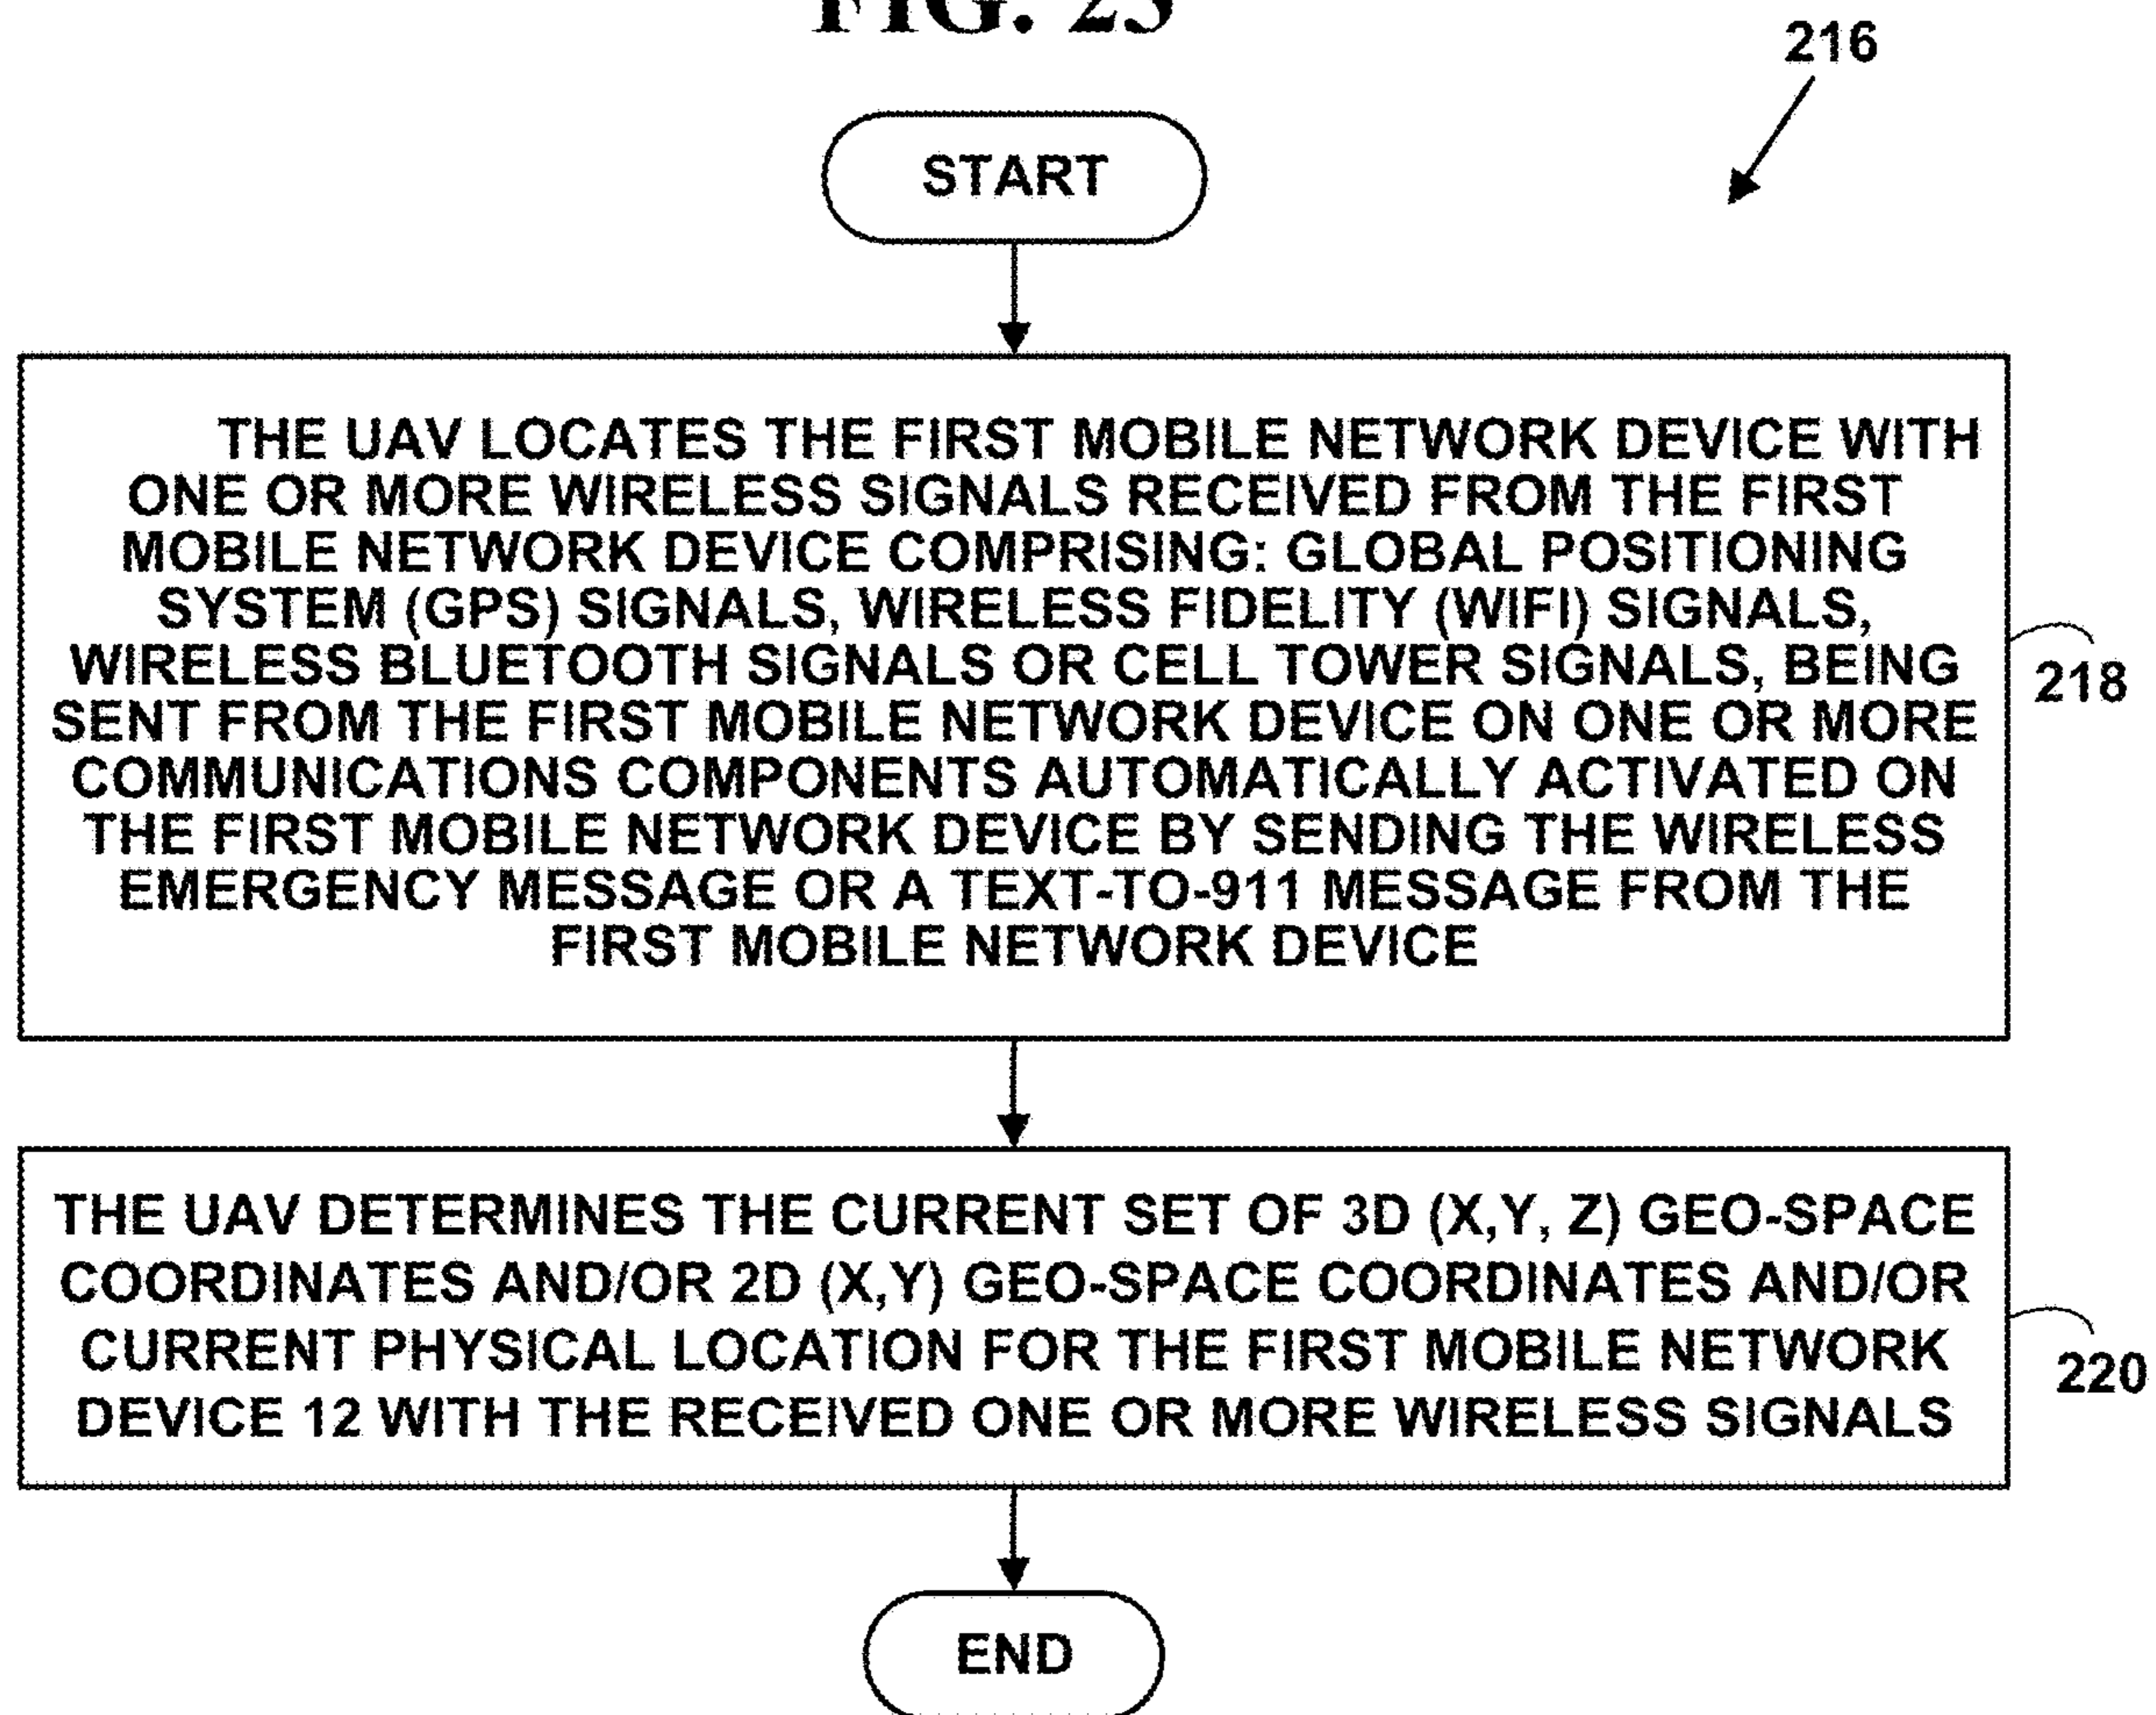 FIG. 23
216
START
THE UAV LOCATES THE FIRST MOBILE NETWORK DEVICE WITH
ONE OR MORE WIRELESS SIGNALS RECEIVED FROM THE FIRST
MOBILE NETWORK DEVICE COMPRISING: GLOBAL POSITIONING
SYSTEM (GPS) SIGNALS, WIRELESS FIDELITY (WIFI) SIGNALS,
WIRELESS BLUETOOTH SIGNALS OR CELL TOWER SIGNALS, BEING
SENT FROM THE FIRST MOBILE NETWORK DEVICE ON ONE OR MORE
COMMUNICATIONS COMPONENTS AUTOMATICALLY ACTIVATED ON
THE FIRST MOBILE NETWORK DEVICE BY SENDING THE WIRELESS
EMERGENCY MESSAGE OR A TEXT-TO-911 MESSAGE FROM THE
FIRST MOBILE NETWORK DEVICE
218
THE UAV DETERMINES THE CURRENT SET OF 3D (X,Y, Z) GEO-SPACE
COORDINATES AND/OR 2D (X,Y) GEO-SPACE COORDINATES AND/OR
CURRENT PHYSICAL LOCATION FOR THE FIRST MOBILE NETWORK
DEVICE 12 WITH THE RECEIVED ONE OR MORE WIRELESS SIGNALS
220
END